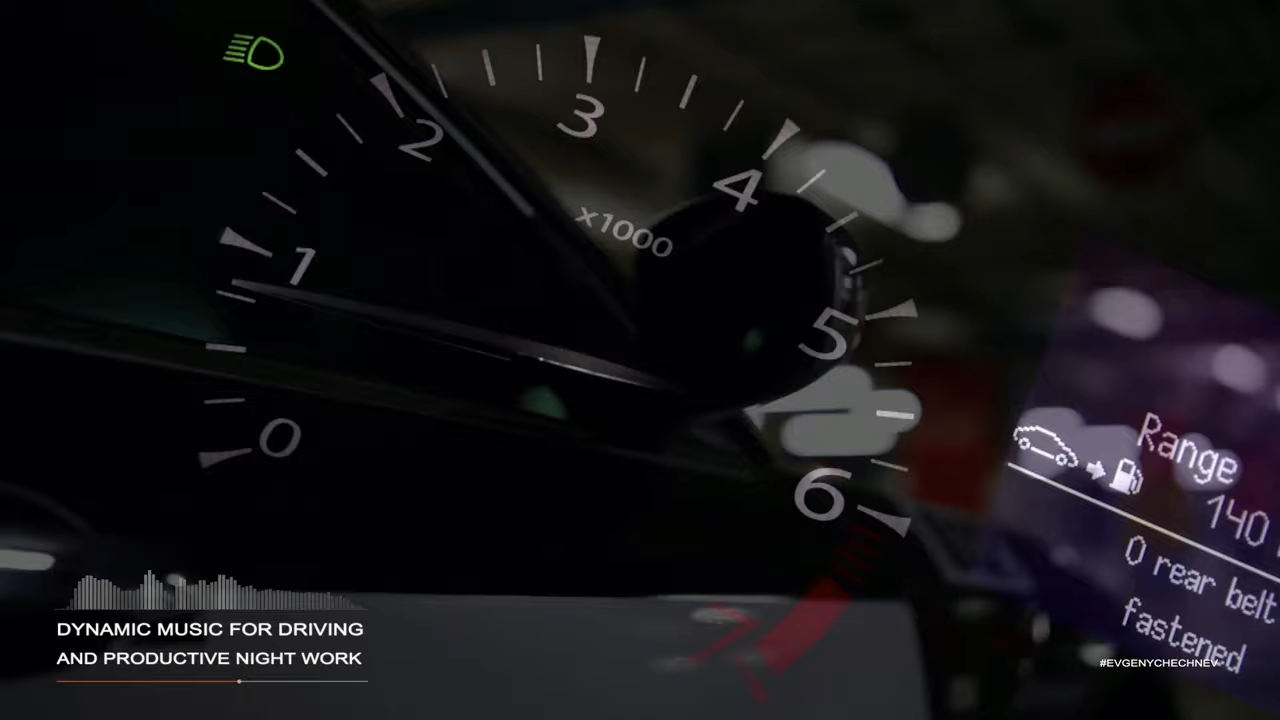 3
2
4
x1000
1
5
0
6
Range
140
0 rear belt
fastened
DYNAMIC MUSIC FOR DRIVING
AND PRODUCTIVE NIGHT WORK
#EVGENYCHECHNEV